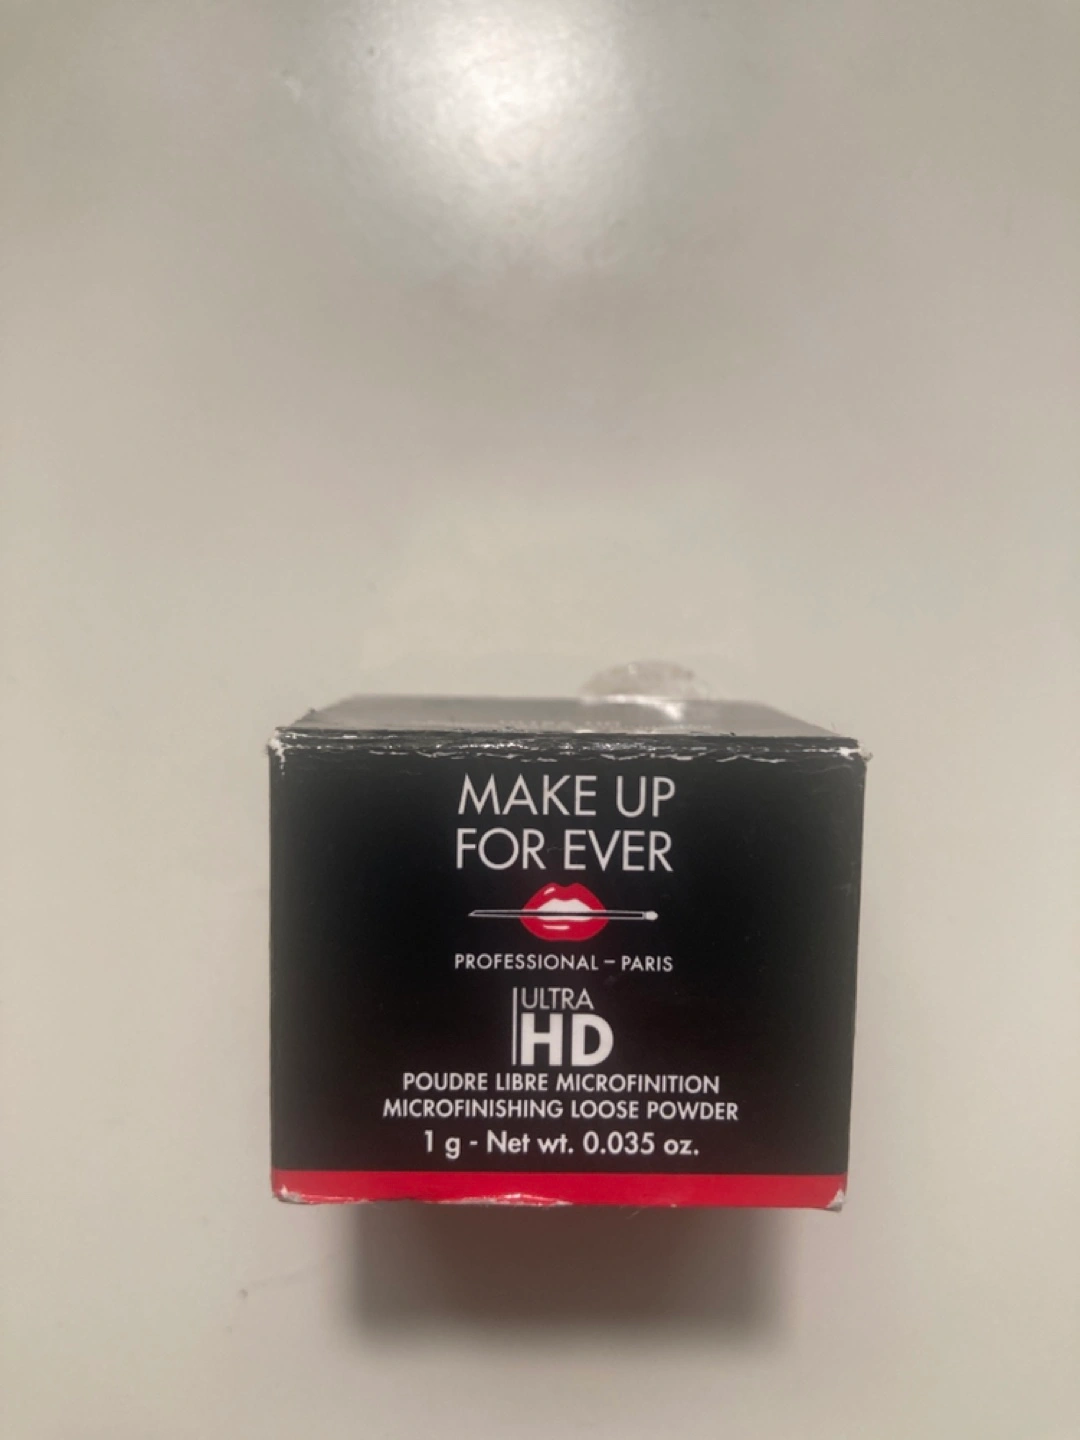 MAKE UP
FOR EVER
PROFESSIONAL – PARIS
ULTRA
HD
POUDRE LIBRE MICROFINITION
MICROFINISHING LOOSE POWDER
1 g - Net wt. 0.035 oz.